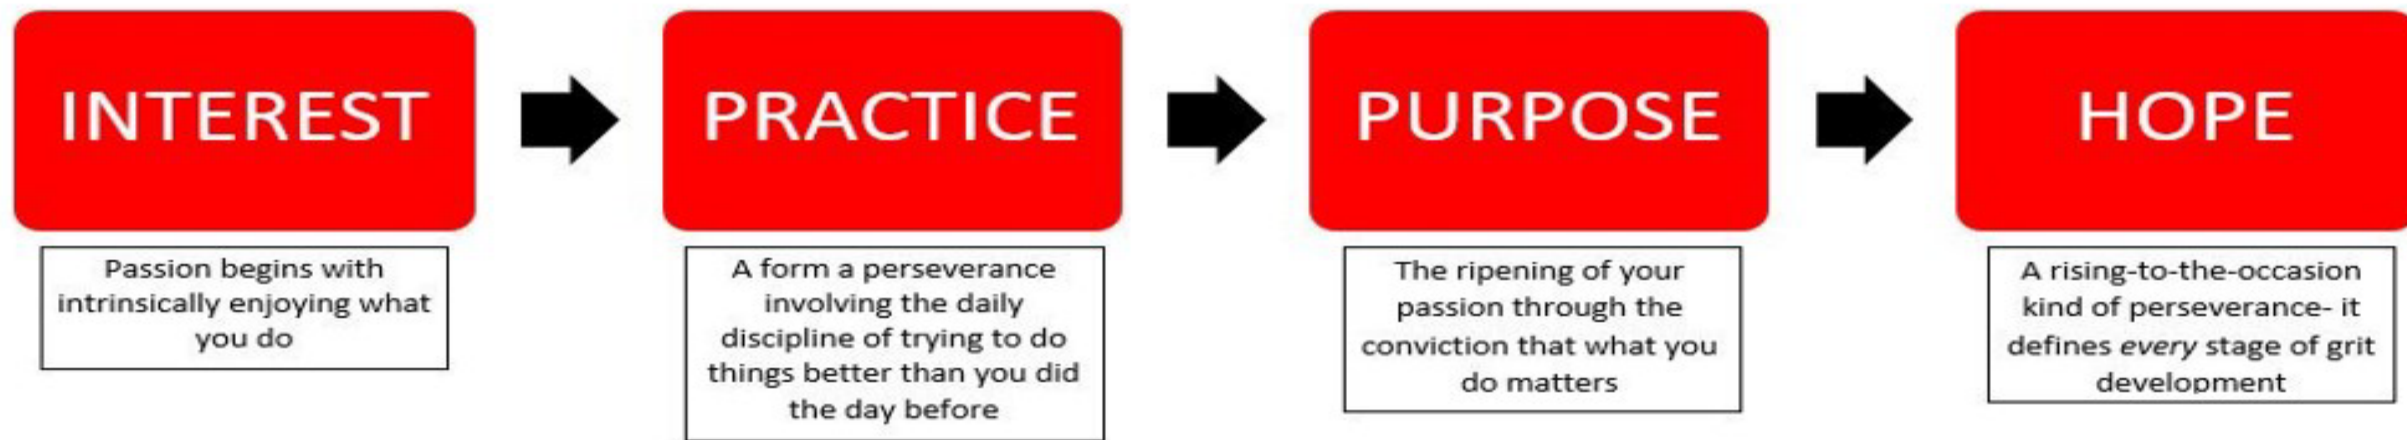 INTEREST
Passion begins with
intrinsically enjoying what
you do
PRACTICE
A form a perseverance
involving the daily
discipline of trying to do
things better than you did
the day before
PURPOSE
The ripening of your
passion through the
conviction that what you
do matters
HOPE
A rising-to-the-occasion
kind of perseverance- it
defines every stage of grit
development